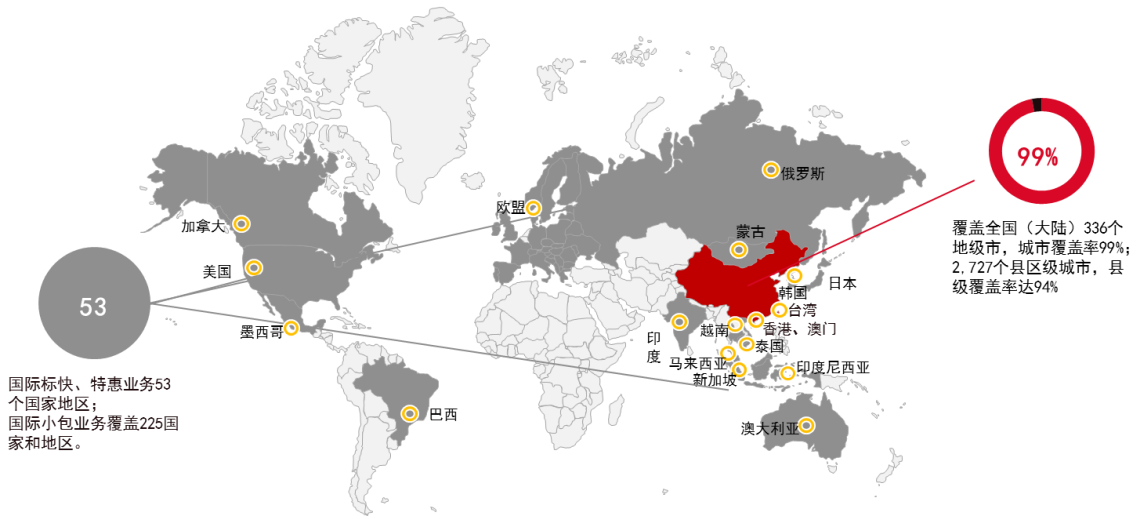 99%
俄罗斯
欧盟
加拿大
蒙古
覆盖全国（大陆）336个
地级市，城市覆盖率99%；
2,727个县区级城市，县
级覆盖率达94%
美国
日本
韩国
53
台湾
墨西哥
印
度
越南
香港、澳门
泰国
马来西亚
新加坡
印度尼西亚
国际标快、特惠业务53
个国家地区；
国际小包业务覆盖225国
家和地区。
巴西
澳大利亚